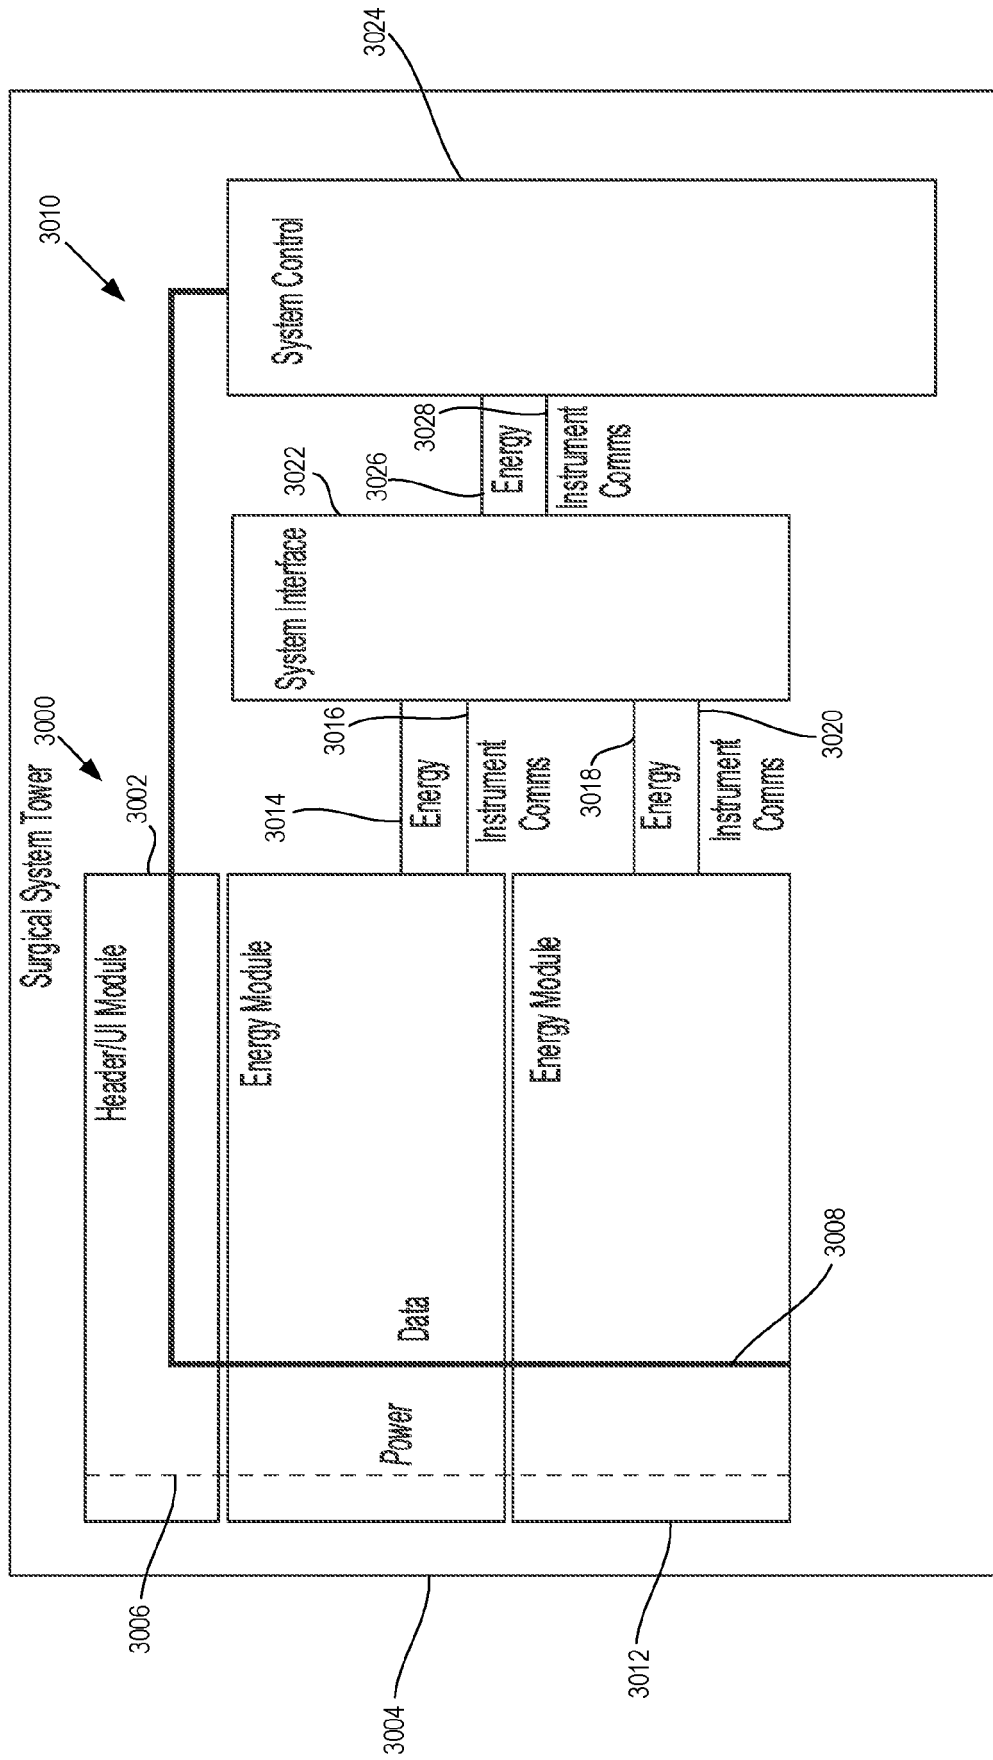 Surgical System Tower
3000
3010
3002
3022
3024
Header/UI Module
Energy Module
Energy Module
System Interface
System Control
3006
Power
Data
3014
Energy
3016
Instrument
Comms
3018
Energy
Instrument
Comms
3020
3026
Energy
3028
Instrument
Comms
3004
3012
3008